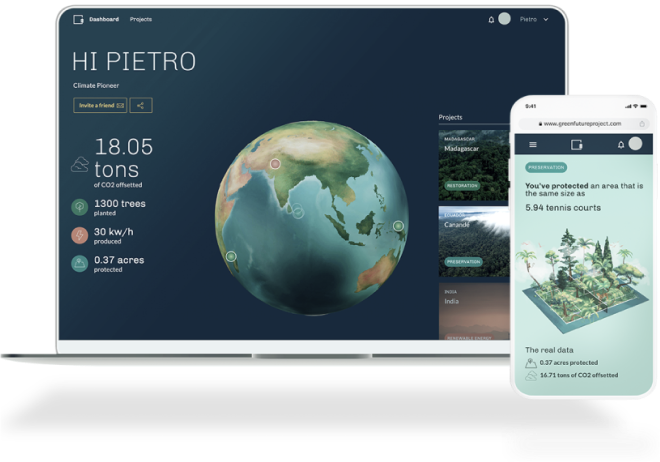 Dashboard Projects
Pietro
HI PIETRO
Climate Pioneer
Invite a friend
18.05
tons
of CO2 offsetted
1300 trees
planted
30 kw/h
produced
0.37 acres
protected
Projects
MADAGASCAR
Madagascar
RESTORATION
ECUADOR
Canandé
PRESERVATION
INDIA
India
RENEWABLE ENERGY
9:41
www.greenfutureproject.com
PRESERVATION
You've protected an area that is
the same size as
5.94 tennis courts
The real data
0.37 acres protected
16.71 tons of CO2 offsetted